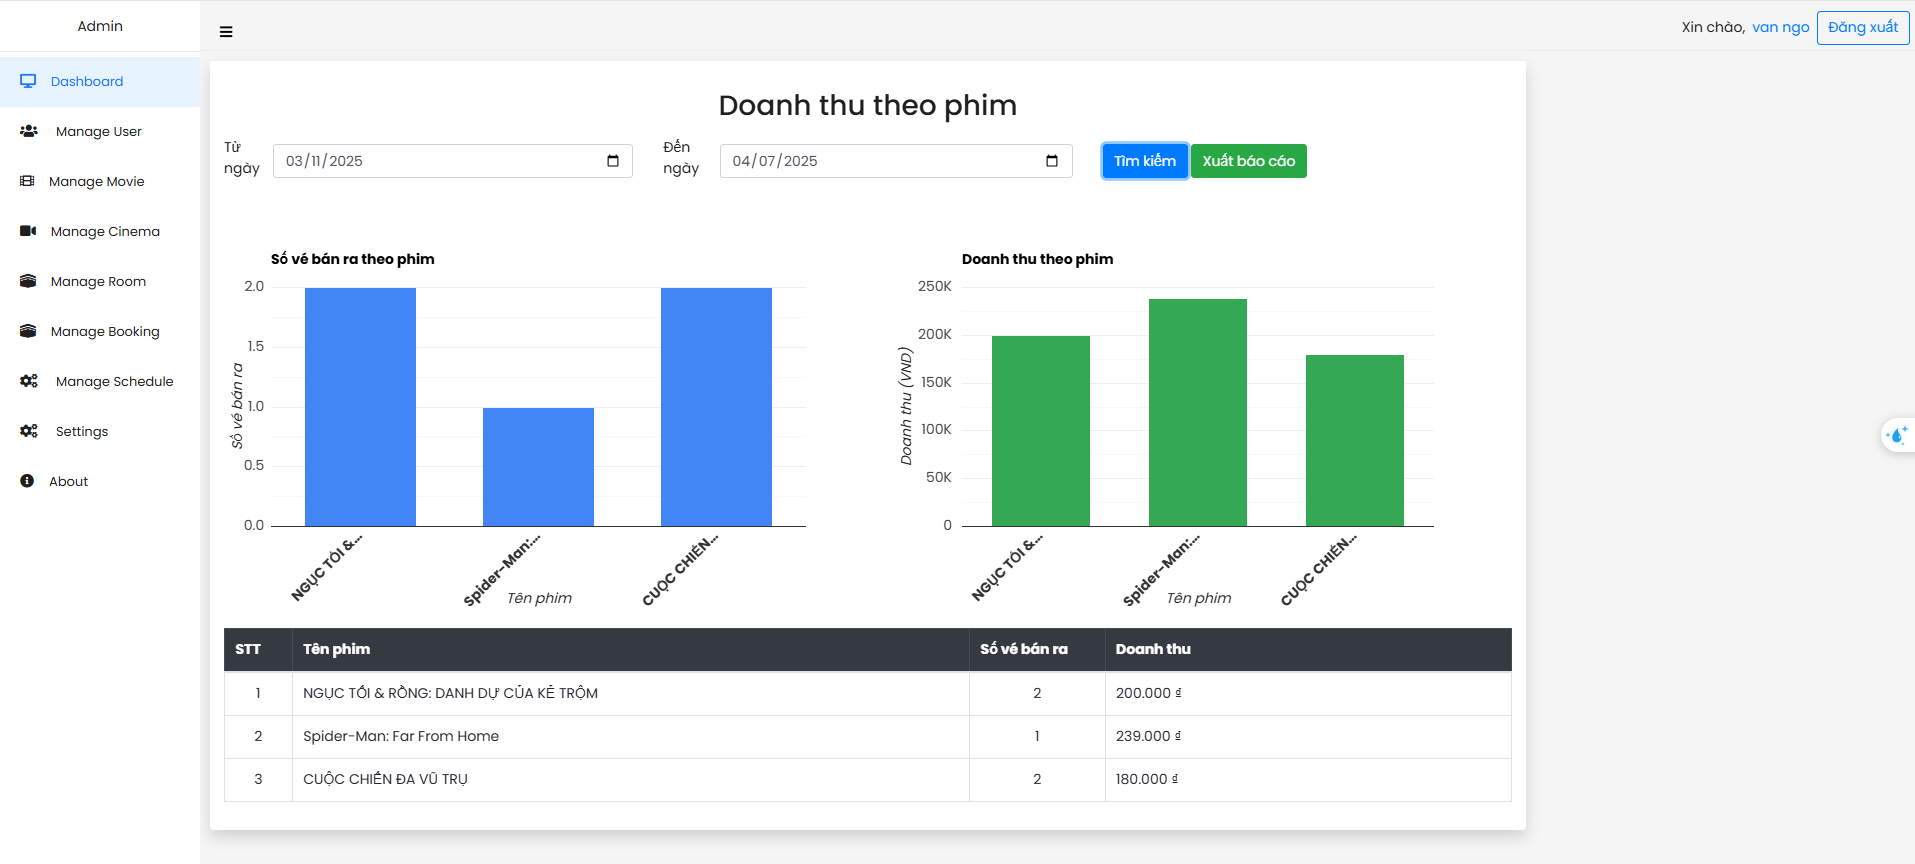 Admin
Xin chào, van ngo Đăng xuất
Dashboard
Manage User
Manage Movie
Manage Cinema
Manage Room
Manage Booking
Manage Schedule
Settings
About
Doanh thu theo phim
Từ ngày 03/11/2025 Đến ngày 04/07/2025 Tìm kiếm Xuất báo cáo
Số vé bán ra theo phim
2.0
1.5
1.0
0.5
0.0
Số vé bán ra
NGỤC TỐI &...
Spider-Man:...
CUỘC CHIẾN...
Tên phim
Doanh thu theo phim
250K
200K
150K
100K
50K
0
Doanh thu (VND)
NGỤC TỐI &...
Spider-Man:...
CUỘC CHIẾN...
Tên phim
STT Tên phim Số vé bán ra Doanh thu
1 NGỤC TỐI & RỒNG: DANH DỰ CỦA KẺ TRỘM 2 200.000 ₫
2 Spider-Man: Far From Home 1 239.000 ₫
3 CUỘC CHIẾN ĐA VŨ TRỤ 2 180.000 ₫